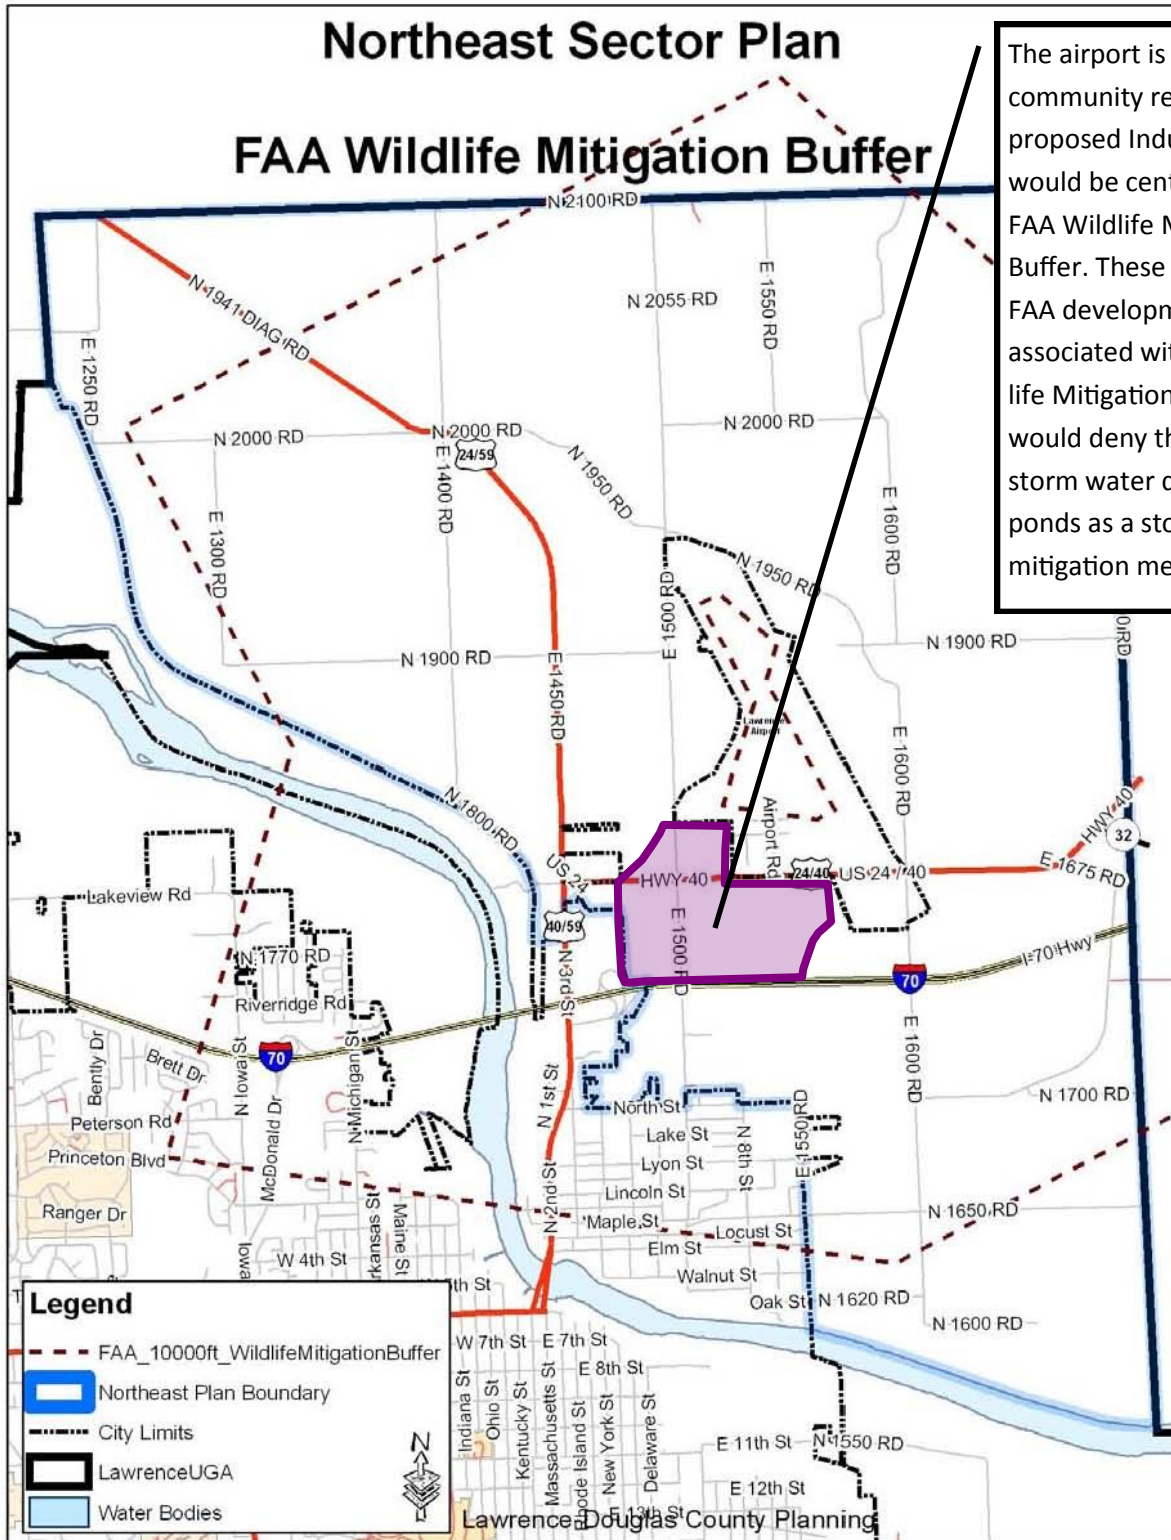 Northeast Sector Plan
FAA Wildlife Mitigation Buffer
The airport is
community re
proposed Indu
would be cent
FAA Wildlife M
Buffer. These
FAA developm
associated wit
life Mitigation
would deny th
storm water d
ponds as a sto
mitigation me
N 2100 RD
N 1941 DIAG RD
E 1250 RD
N 2055 RD
E 1550 RD
N 2000 RD
N 2000 RD
N 2000 RD
24/59
E 1400 RD
N 1950 RD
E 1600 RD
E 1300 RD
N 1950 RD
E 1500 RD
N 1900 RD
N 1900 RD
E 1450 RD
Lawrence
Airport
E 1600 RD
N 1800 RD
Airport Rd
HWY 40
32
US 24
HWY 40
24/40
US 24 / 40
E 1675 RD
Lakeview Rd
40/59
E 1500 RD
N 1770 RD
N 3rd St
I-70 Hwy
70
Riverridge Rd
70
Bently Dr
Brett Dr
N Iowa St
McDonald Dr
N Michigan St
E 1600 RD
N 1st St
N 1700 RD
North St
E 1550 RD
Peterson Rd
Lake St
N 8th St
Princeton Blvd
Lyon St
Lincoln St
Ranger Dr
Maine St
N 2nd St
Maple St
Locust St
N 1650 RD
W 4th St
Elm St
Walnut St
Oak St
N 1620 RD
N 1600 RD
W 7th St
E 7th St
E 8th St
Indiana St
Ohio St
Kentucky St
Massachusetts St
New York St
Delaware St
E 11th St
N 1550 RD
E 12th St
E 13th St
Legend
FAA_10000ft_WildlifeMitigationBuffer
Northeast Plan Boundary
City Limits
LawrenceUGA
Water Bodies
N
Lawrence Douglas County Planning